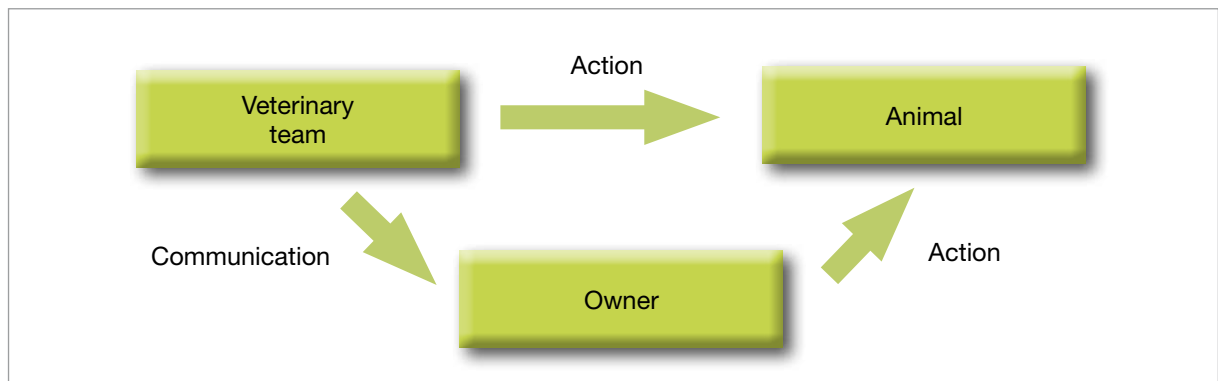 Action
Veterinary
team
Animal
Communication
Owner
Action